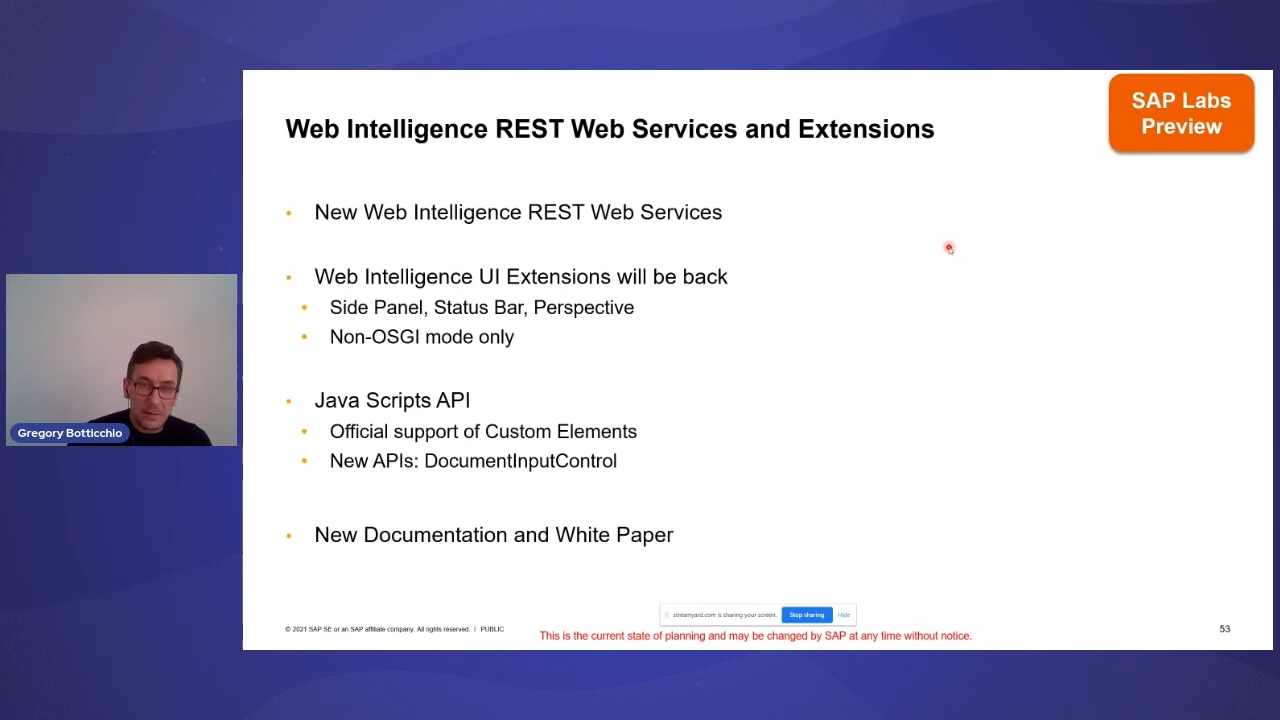 SAP Labs
Preview
Web Intelligence REST Web Services and Extensions
• New Web Intelligence REST Web Services
• Web Intelligence UI Extensions will be back
• Side Panel, Status Bar, Perspective
• Non-OSGI mode only
• Java Scripts API
• Official support of Custom Elements
• New APIs: DocumentInputControl
• New Documentation and White Paper
Gregory Botticchio
streamyard.com is sharing your screen. Stop sharing Hide
© 2021 SAP SE or an SAP affiliate company. All rights reserved. | PUBLIC
This is the current state of planning and may be changed by SAP at any time without notice.
53